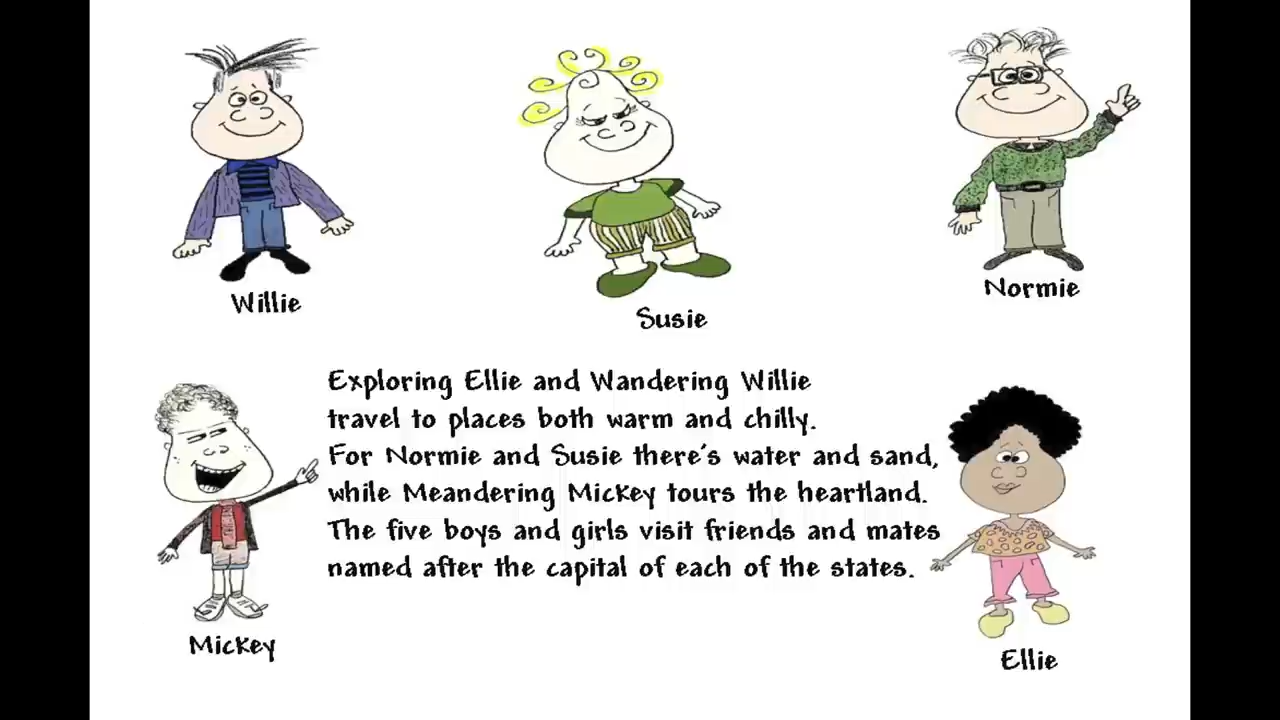 Willie
Susie
Normie
Exploring Ellie and Wandering Willie
travel to places both warm and chilly.
For Normie and Susie there's water and sand,
while Meandering Mickey tours the heartland.
The five boys and girls visit friends and mates
named after the capital of each of the states.
Mickey
Ellie